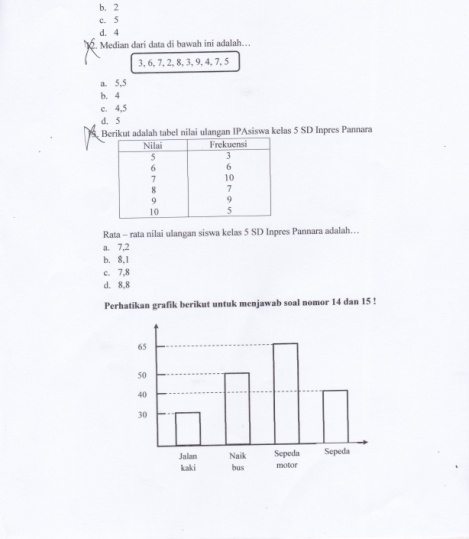 b. 2
c. 5
d. 4
12. Median dari data di bawah ini adalah...
3, 6, 7, 2, 8, 3, 9, 4, 7, 5
a. 5,5
b. 4
c. 4,5
d. 5
Berikut adalah tabel nilai ulangan IPAsiswa kelas 5 SD Inpres Pannara
Nilai Frekuensi
5 3
6 6
7 10
8 7
9 9
10 5
Rata – rata nilai ulangan siswa kelas 5 SD Inpres Pannara adalah...
a. 7,2
b. 8,1
c. 7,8
d. 8,8
Perhatikan grafik berikut untuk menjawab soal nomor 14 dan 15 !
65
50
40
30
Jalan kaki
Naik bus
Sepeda motor
Sepeda